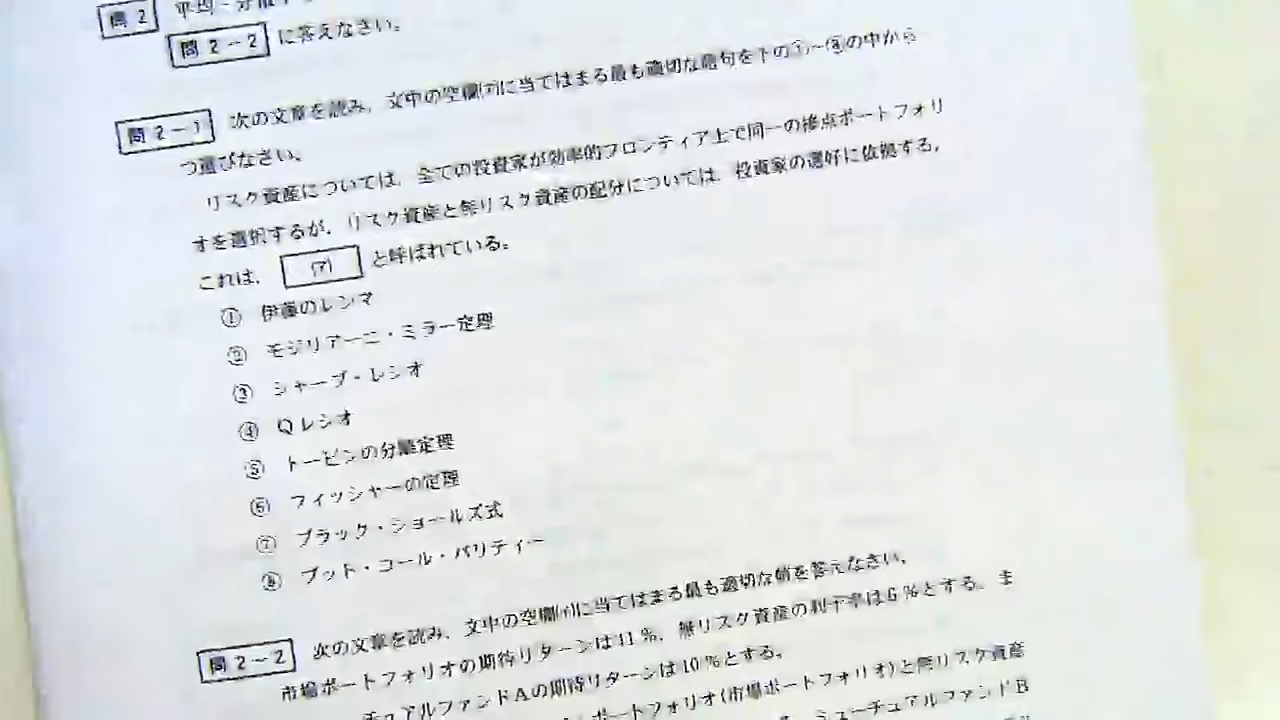 問2 平均-分散
問2-2 に答えなさい。
問2-1 次の文章を読み、文中の空欄(ア)に当てはまる最も適切な語句を下の①~⑧の中から
つ選びなさい。
リスク資産については、全ての投資家が効率的フロンティア上で同一の接点ポートフォリ
オを選択するが、リスク資産と無リスク資産の配分については、投資家の選好に依拠する。
これは、 (ア) と呼ばれている。
① 伊藤のレンマ
② モジリアーニ・ミラー定理
③ シャープ・レシオ
④ Qレシオ
⑤ トービンの分離定理
⑥ フィッシャーの定理
⑦ ブラック・ショールズ式
⑧ プット・コール・パリティー
問2-2 次の文章を読み、文中の空欄(ア)に当てはまる最も適切な値を答えなさい。
市場ポートフォリオの期待リターンは11%、無リスク資産の利子率は6%とする。ま
チュアルファンドAの期待リターンは10%とする。
ポートフォリオ(市場ポートフォリオ)と無リスク資産
ミューチュアルファンドB